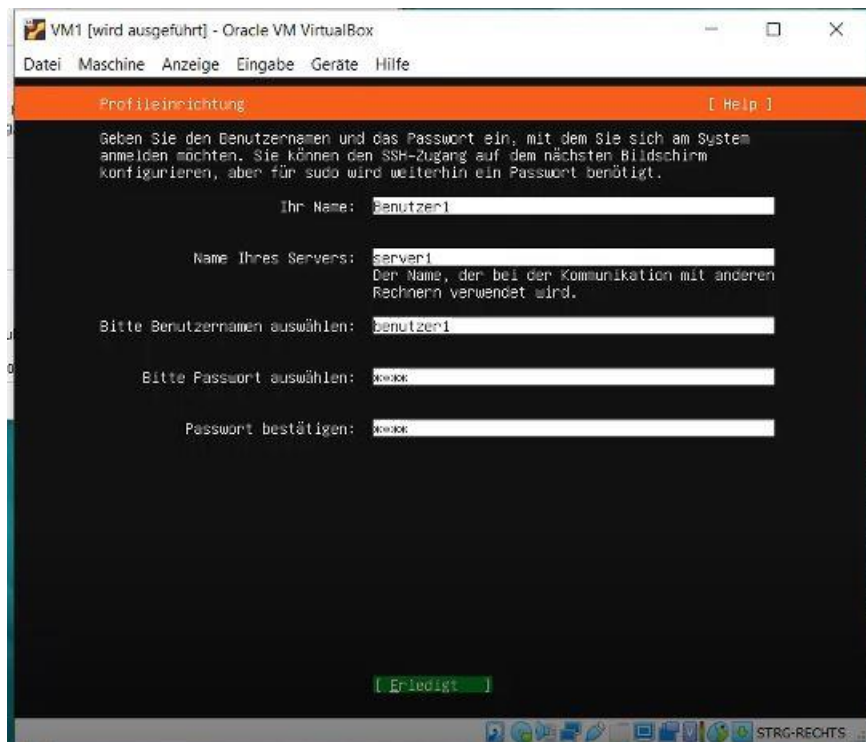 VM1 [wird ausgeführt] - Oracle VM VirtualBox
Datei Maschine Anzeige Eingabe Geräte Hilfe
Profileinrichtung [ Help ]
Geben Sie den Benutzernamen und das Passwort ein, mit dem Sie sich am System
anmelden möchten. Sie können den SSH-Zugang auf dem nächsten Bildschirm
konfigurieren, aber für sudo wird weiterhin ein Passwort benötigt.
Ihr Name: Benutzer1
Name Ihres Servers: server1
Der Name, der bei der Kommunikation mit anderen
Rechnern verwendet wird.
Bitte Benutzernamen auswählen: benutzer1
Bitte Passwort auswählen: ****
Passwort bestätigen: ****
[ Erledigt ]
STRG-RECHTS